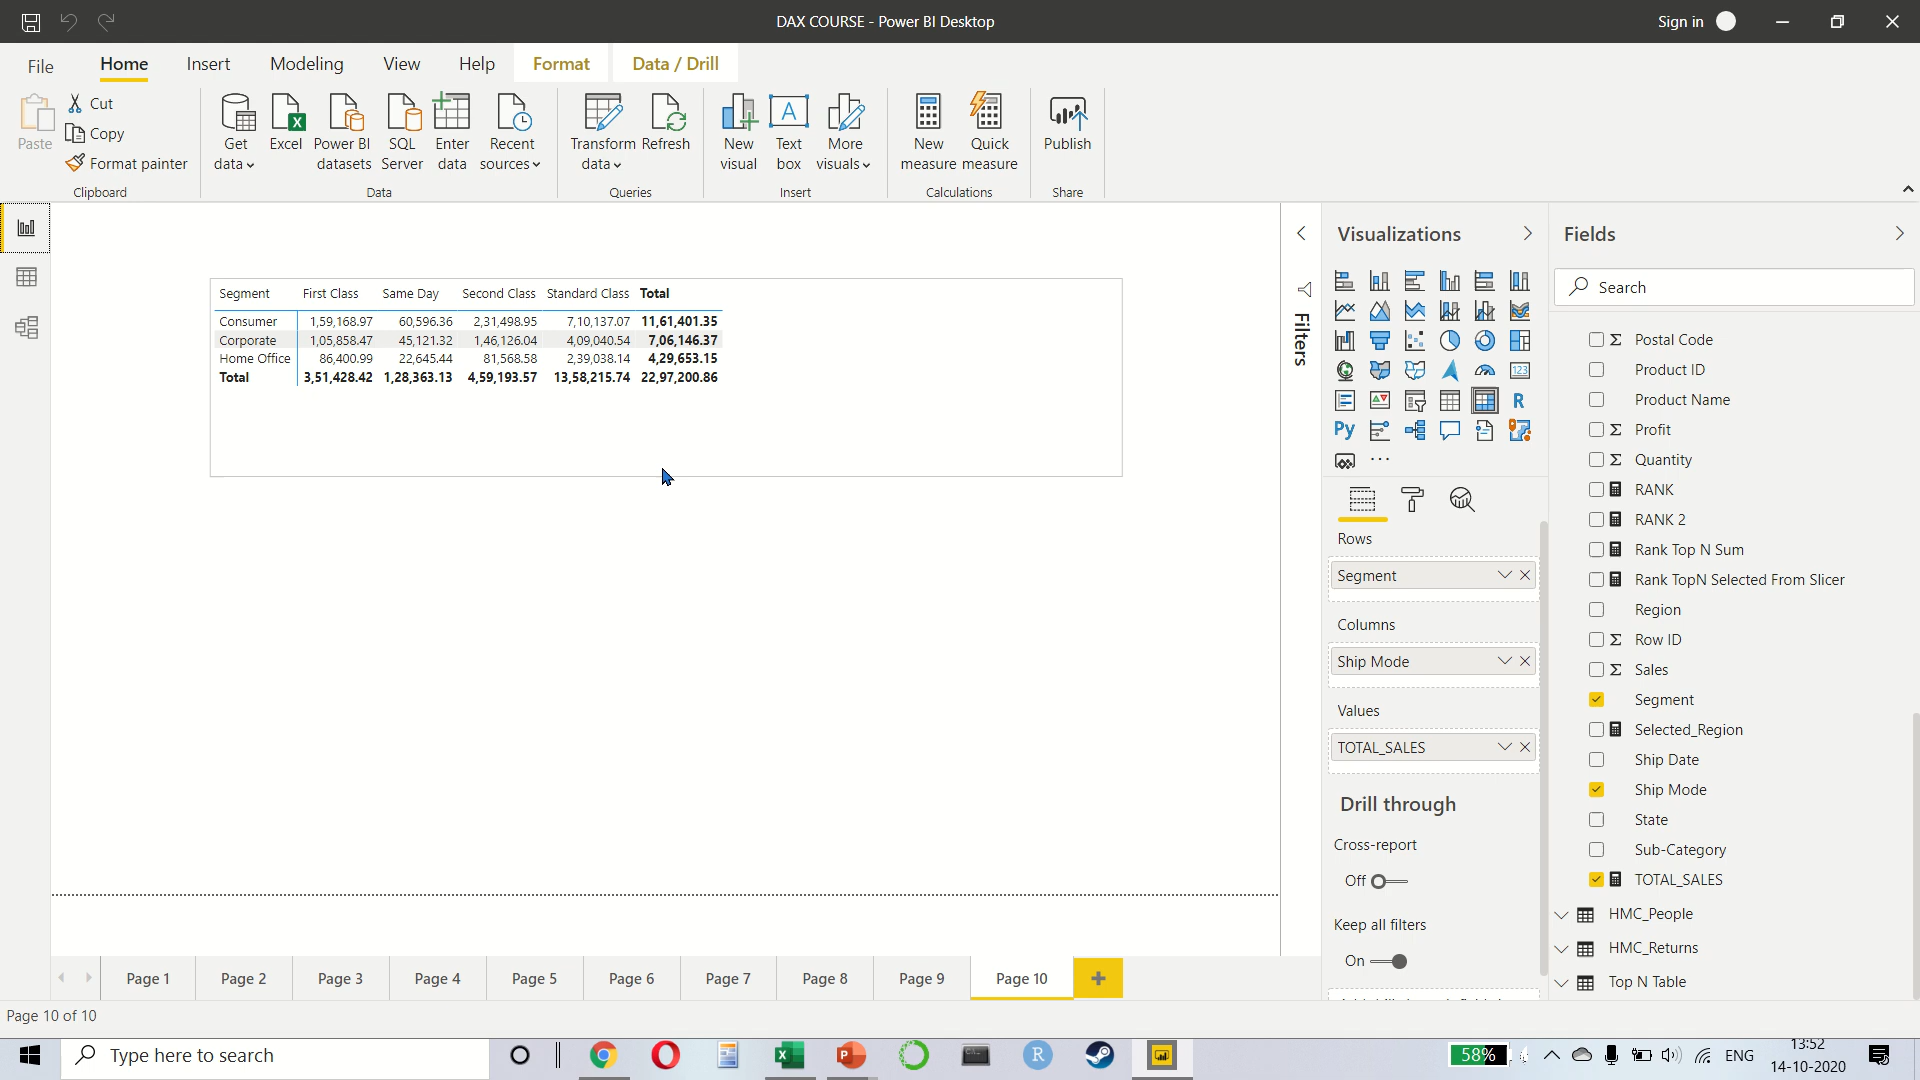 DAX COURSE - Power BI Desktop
Sign in
File Home Insert Modeling View Help Format Data / Drill
Paste
Cut
Copy
Format painter
Clipboard
Get data
Excel
Power BI datasets
SQL Server
Enter data
Recent sources
Data
Transform data
Refresh
Queries
New visual
Text box
More visuals
Insert
New measure
Quick measure
Calculations
Publish
Share
Segment First Class Same Day Second Class Standard Class Total
Consumer 1,59,168.97 60,596.36 2,31,498.95 7,10,137.07 11,61,401.35
Corporate 1,05,858.47 45,121.32 1,46,126.04 4,09,040.54 7,06,146.37
Home Office 86,400.99 22,645.44 81,568.58 2,39,038.14 4,29,653.15
Total 3,51,428.42 1,28,363.13 4,59,193.57 13,58,215.74 22,97,200.86
Filters
Visualizations
R
Py
123
Rows
Segment
Columns
Ship Mode
Values
TOTAL_SALES
Drill through
Cross-report
Off
Keep all filters
On
Fields
Search
Postal Code
Product ID
Product Name
Profit
Quantity
RANK
RANK 2
Rank Top N Sum
Rank TopN Selected From Slicer
Region
Row ID
Sales
Segment
Selected_Region
Ship Date
Ship Mode
State
Sub-Category
TOTAL_SALES
HMC_People
HMC_Returns
Top N Table
Page 1 Page 2 Page 3 Page 4 Page 5 Page 6 Page 7 Page 8 Page 9 Page 10
Page 10 of 10
Type here to search
58%
ENG
13:52
14-10-2020